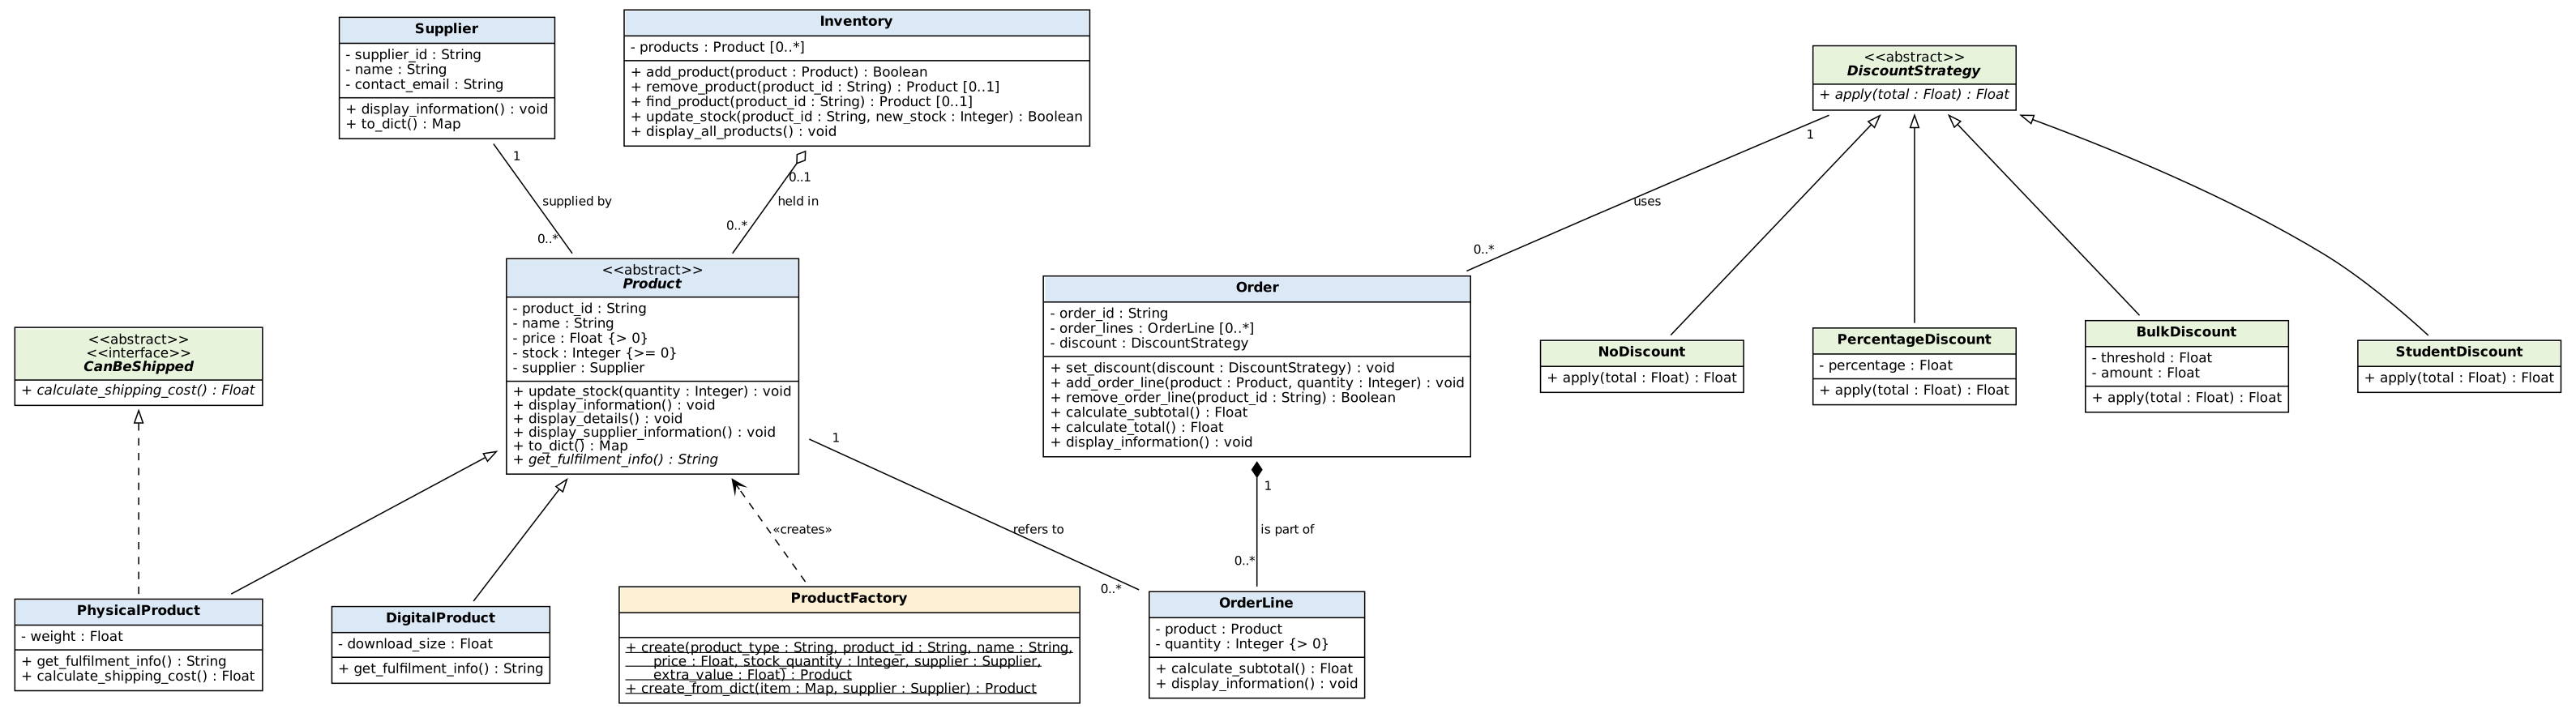 Supplier
- supplier_id : String
- name : String
- contact_email : String
+ display_information() : void
+ to_dict() : Map
Inventory
- products : Product [0..*]
+ add_product(product : Product) : Boolean
+ remove_product(product_id : String) : Product [0..1]
+ find_product(product_id : String) : Product [0..1]
+ update_stock(product_id : String, new_stock : Integer) : Boolean
+ display_all_products() : void
<<abstract>>
DiscountStrategy
+ apply(total : Float) : Float
1
supplied by
0..*
0..1
held in
0..*
1
uses
0..*
<<abstract>>
<<interface>>
CanBeShipped
+ calculate_shipping_cost() : Float
<<abstract>>
Product
- product_id : String
- name : String
- price : Float {> 0}
- stock : Integer {>= 0}
- supplier : Supplier
+ update_stock(quantity : Integer) : void
+ display_information() : void
+ display_details() : void
+ display_supplier_information() : void
+ to_dict() : Map
+ get_fulfilment_info() : String
Order
- order_id : String
- order_lines : OrderLine [0..*]
- discount : DiscountStrategy
+ set_discount(discount : DiscountStrategy) : void
+ add_order_line(product : Product, quantity : Integer) : void
+ remove_order_line(product_id : String) : Boolean
+ calculate_subtotal() : Float
+ calculate_total() : Float
+ display_information() : void
NoDiscount
+ apply(total : Float) : Float
PercentageDiscount
- percentage : Float
+ apply(total : Float) : Float
BulkDiscount
- threshold : Float
- amount : Float
+ apply(total : Float) : Float
StudentDiscount
+ apply(total : Float) : Float
«creates»
1
refers to
0..*
1
is part of
0..*
PhysicalProduct
- weight : Float
+ get_fulfilment_info() : String
+ calculate_shipping_cost() : Float
DigitalProduct
- download_size : Float
+ get_fulfilment_info() : String
ProductFactory
+ create(product_type : String, product_id : String, name : String,
price : Float, stock_quantity : Integer, supplier : Supplier,
extra_value : Float) : Product
+ create_from_dict(item : Map, supplier : Supplier) : Product
OrderLine
- product : Product
- quantity : Integer {> 0}
+ calculate_subtotal() : Float
+ display_information() : void